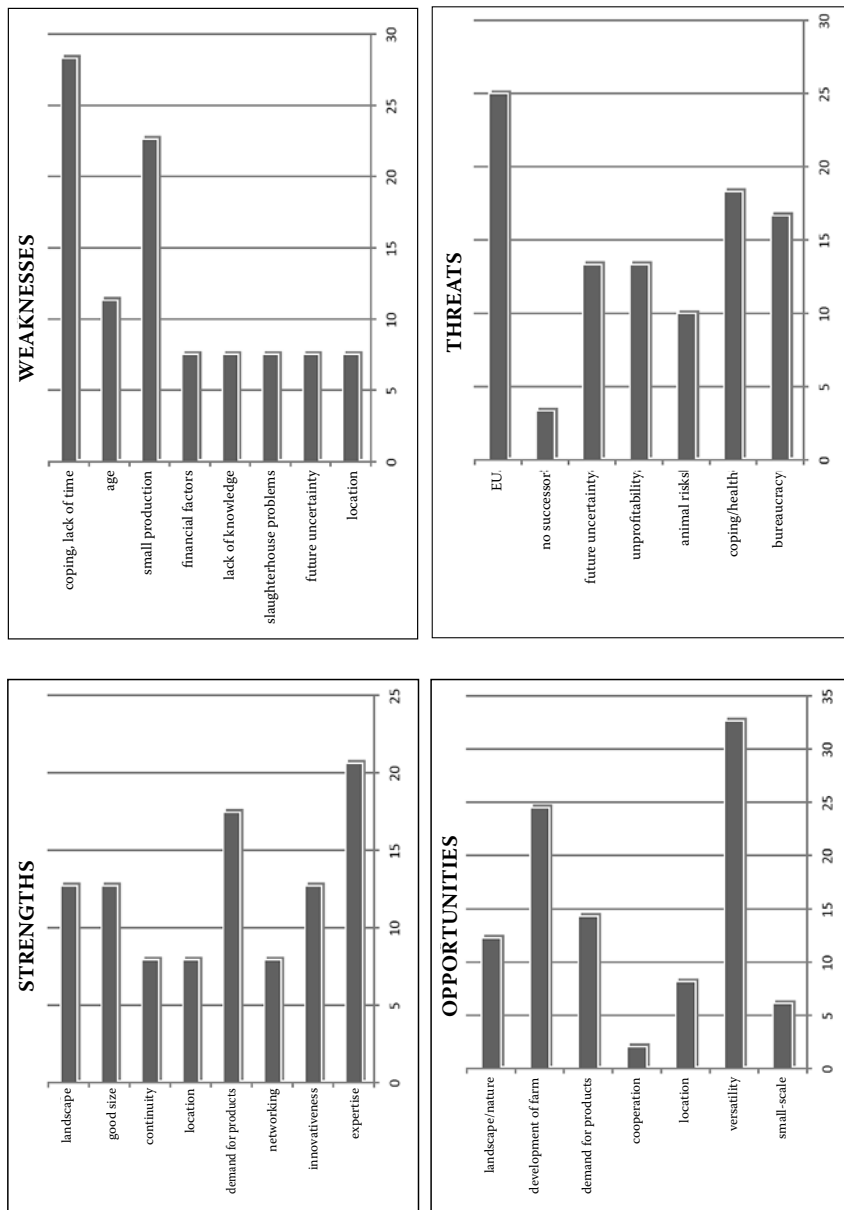 WEAKNESSES
coping, lack of time
age
small production
financial factors
lack of knowledge
slaughterhouse problems
future uncertainty
location
0
5
10
15
20
25
30
THREATS
EU
no successor
future uncertainty
unprofitability
animal risks
coping/health
bureaucracy
0
5
10
15
20
25
30
STRENGTHS
landscape
good size
continuity
location
demand for products
networking
innovativeness
expertise
0
5
10
15
20
25
OPPORTUNITIES
landscape/nature
development of farm
demand for products
cooperation
location
versatility
small-scale
0
5
10
15
20
25
30
35